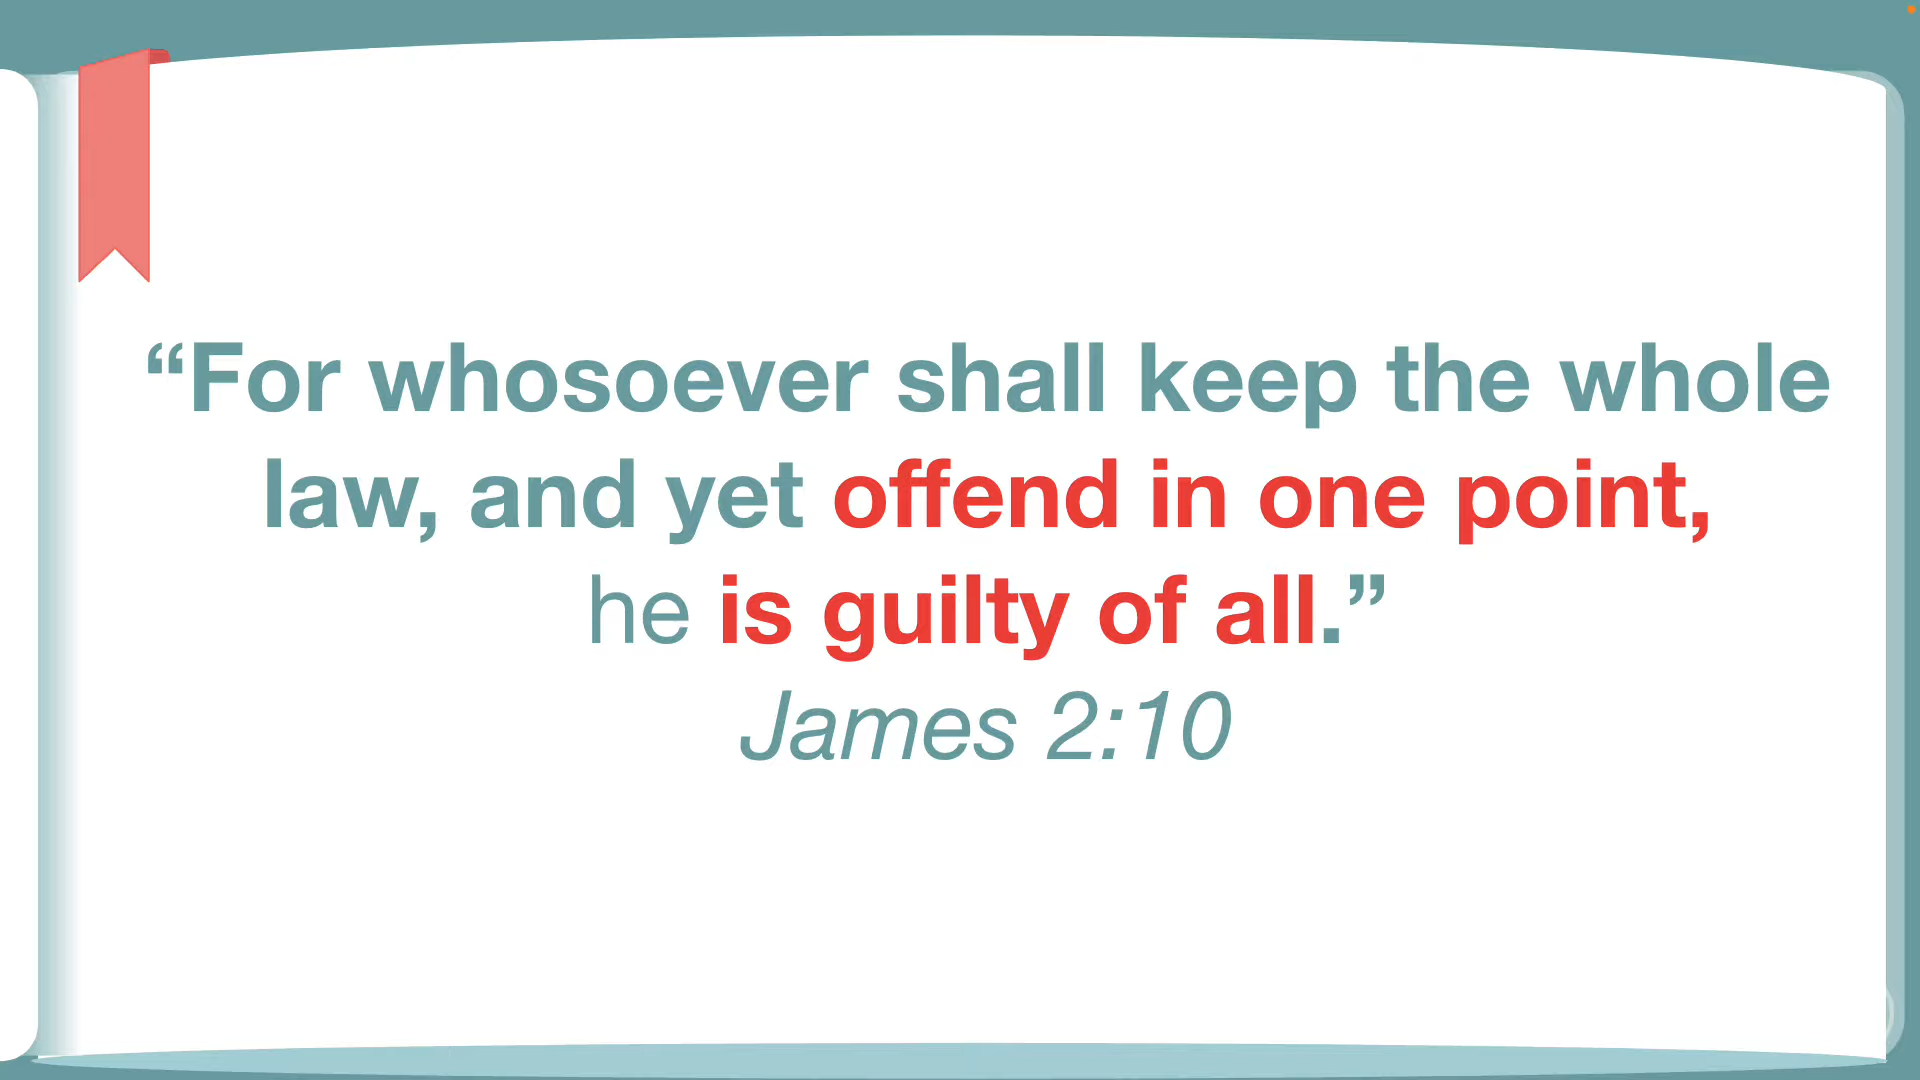 “For whosoever shall keep the whole
law, and yet offend in one point,
he is guilty of all.”
James 2:10